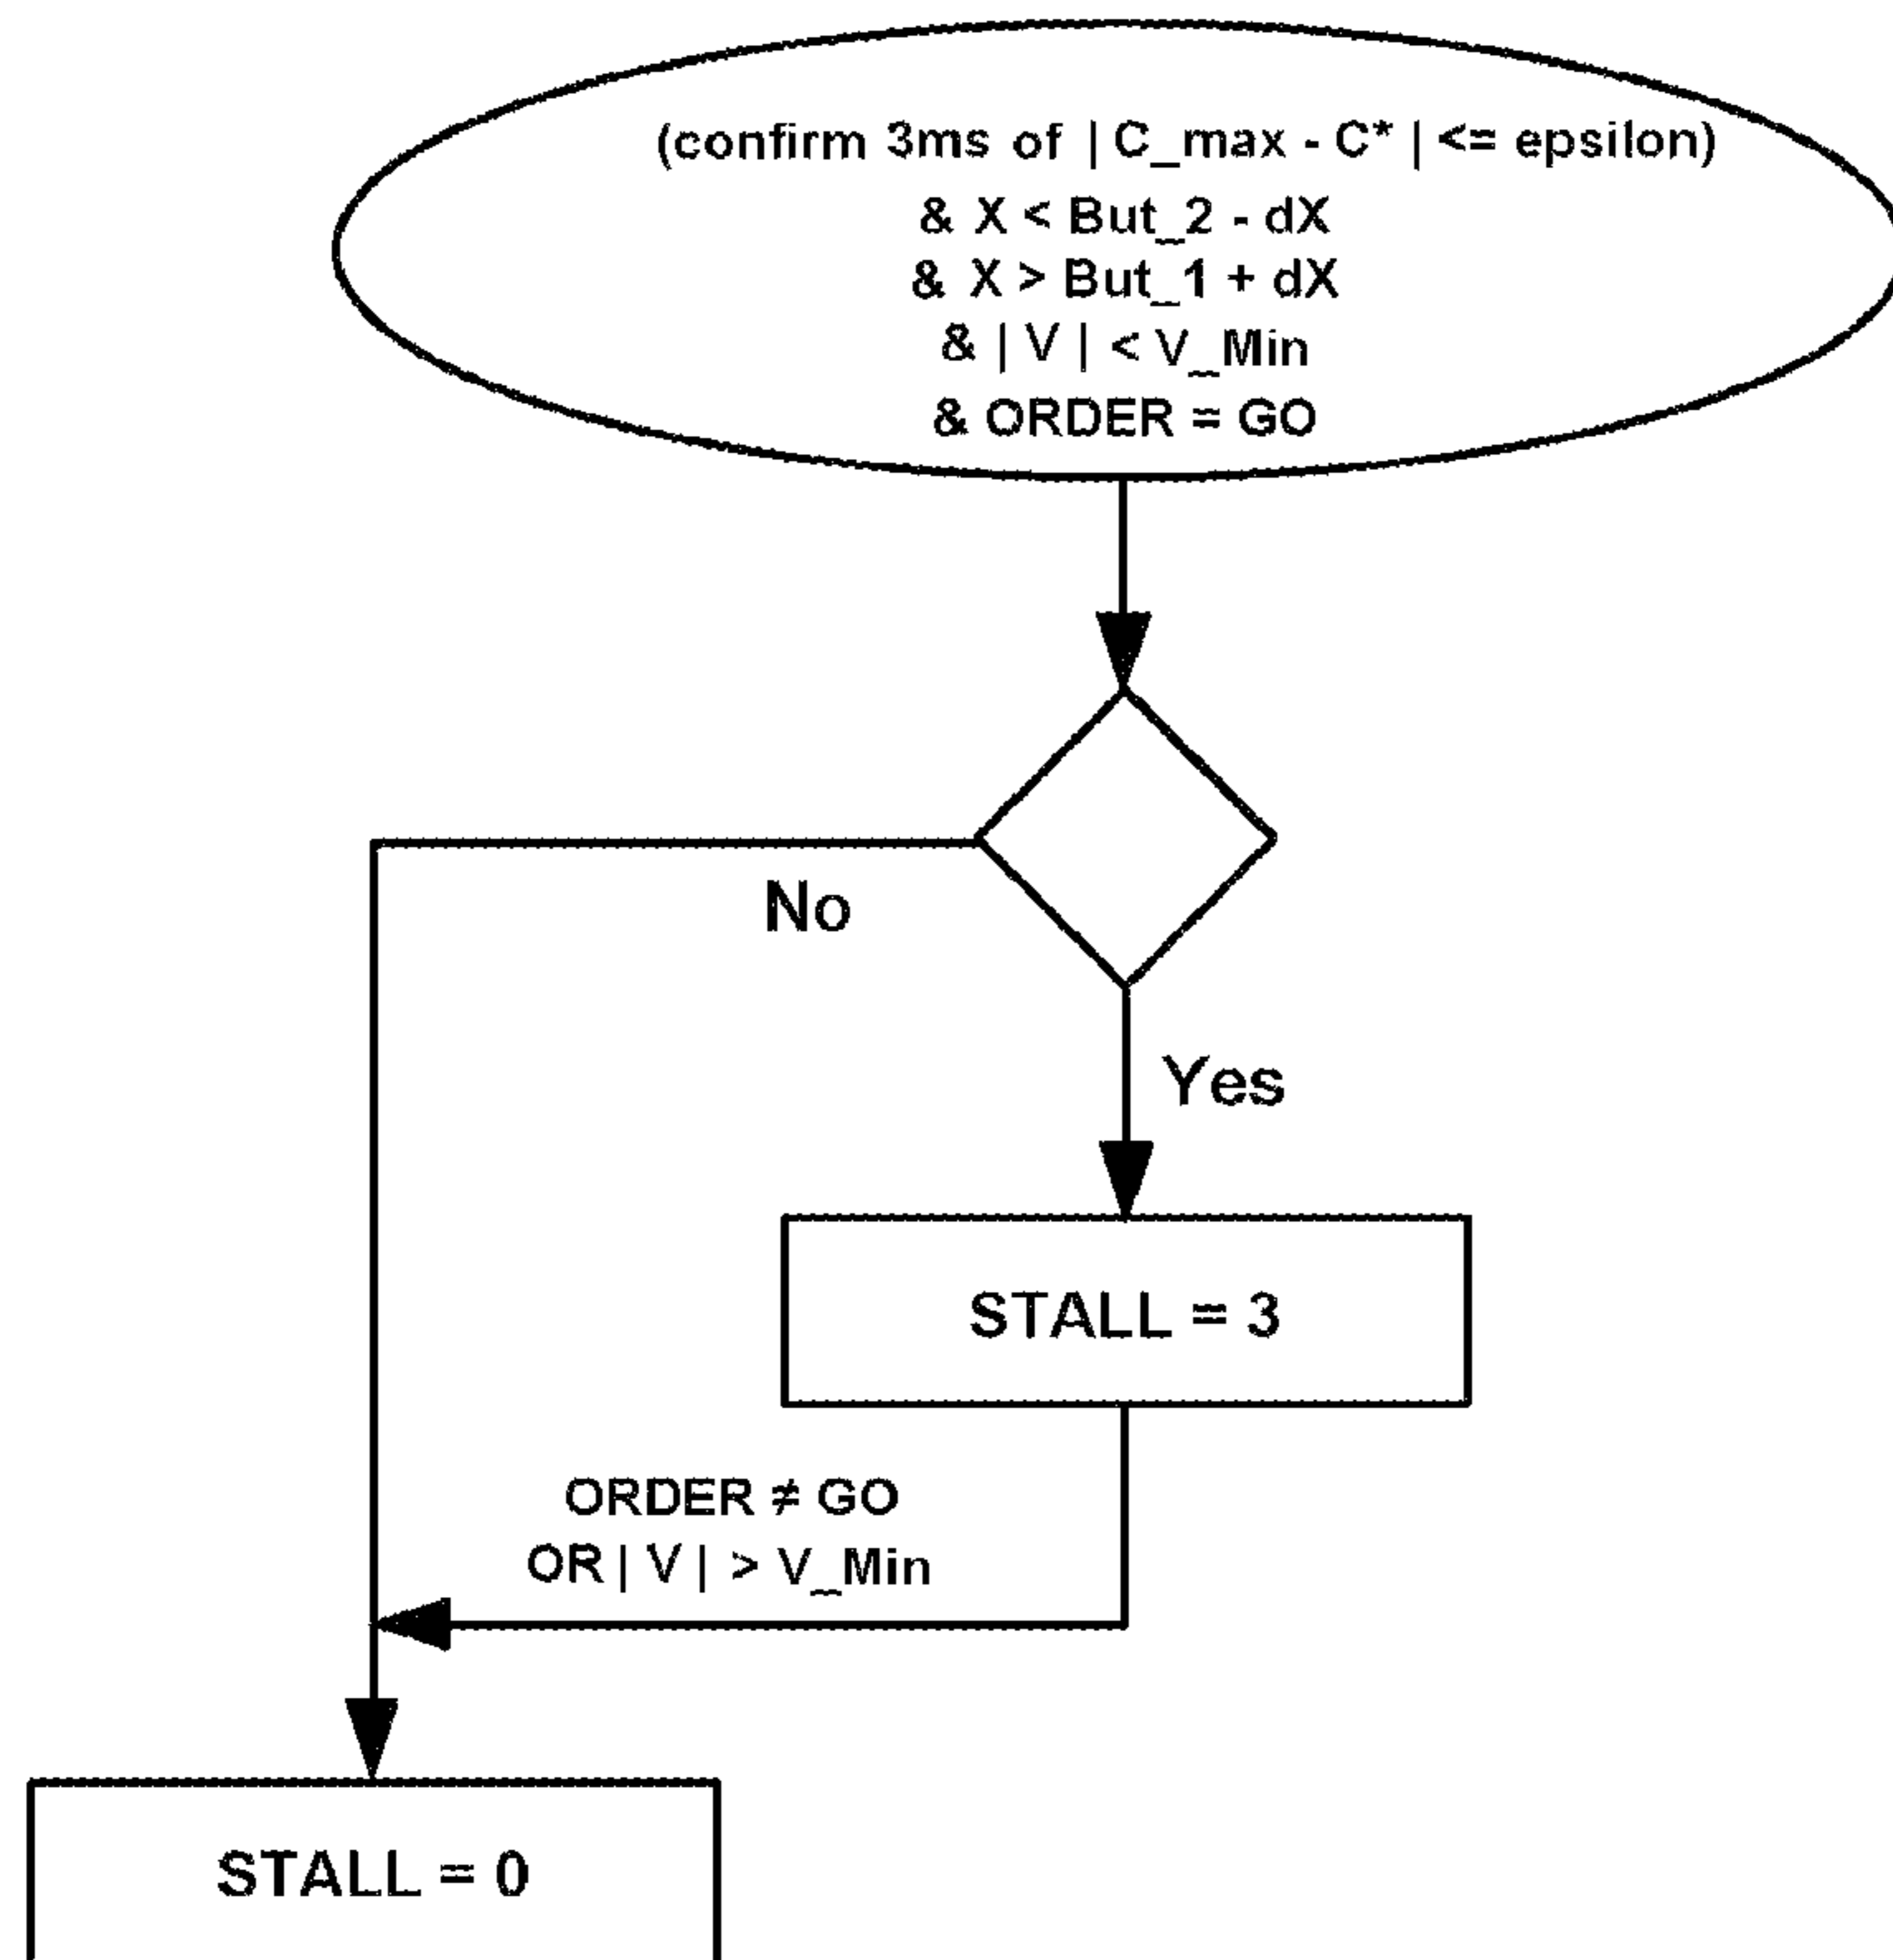 (confirm 3ms of | C_max - C* | <= epsilon)
& X < But_2 - dX
& X > But_1 + dX
& | V | < V_Min
& ORDER = GO
No
Yes
STALL = 3
ORDER ≠ GO
OR | V | > V_Min
STALL = 0